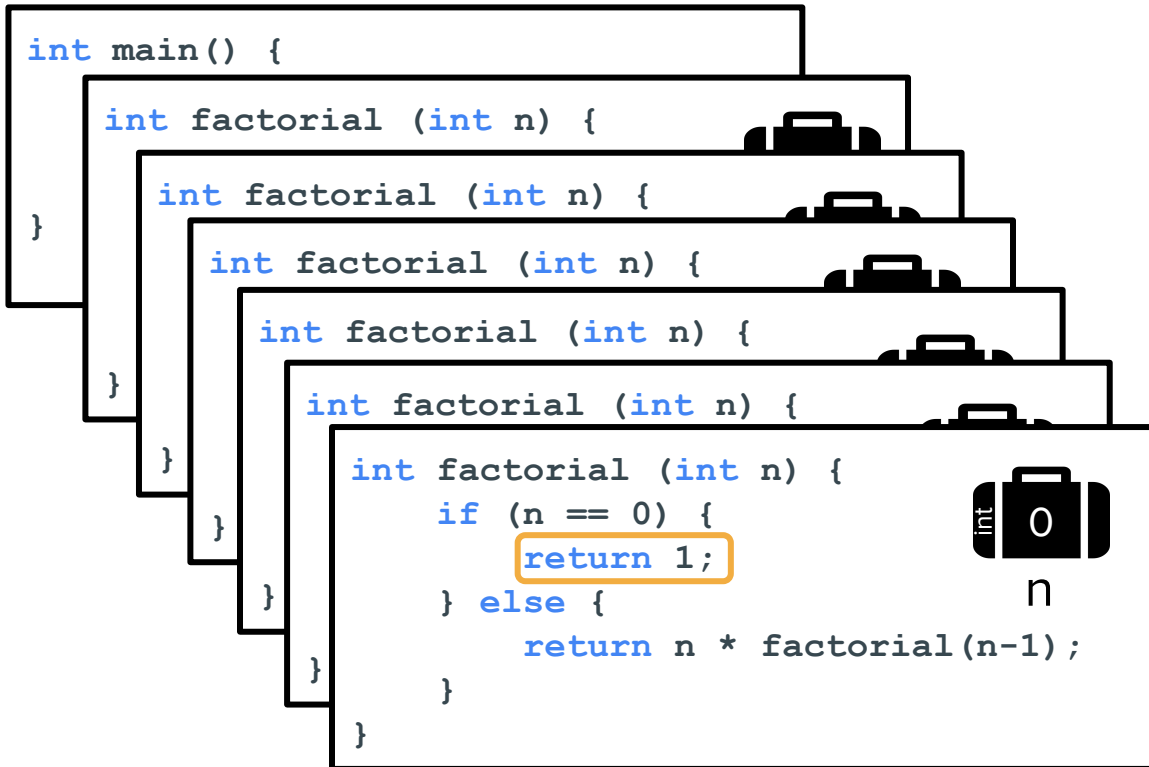 int main() {
int factorial (int n) {
int factorial (int n) {
}
int factorial (int n) {
int factorial (int n) {
}
int factorial (int n) {
}
int factorial (int n) {
if (n == 0) {
int
0
}
return 1;
n
}
} else {
return n * factorial(n-1);
}
}
}